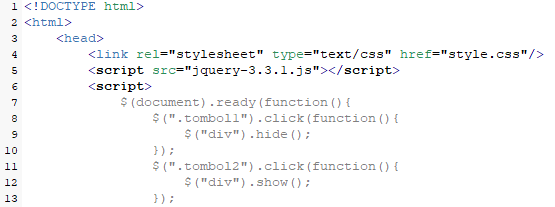 1 <!DOCTYPE html>
2 <html>
3 <head>
4 <link rel="stylesheet" type="text/css" href="style.css"/>
5 <script src="jquery-3.3.1.js"></script>
6 <script>
7 $(document).ready(function(){
8 $(".tombol1").click(function(){
9 $("div").hide();
10 });
11 $(".tombol2").click(function(){
12 $("div").show();
13 });